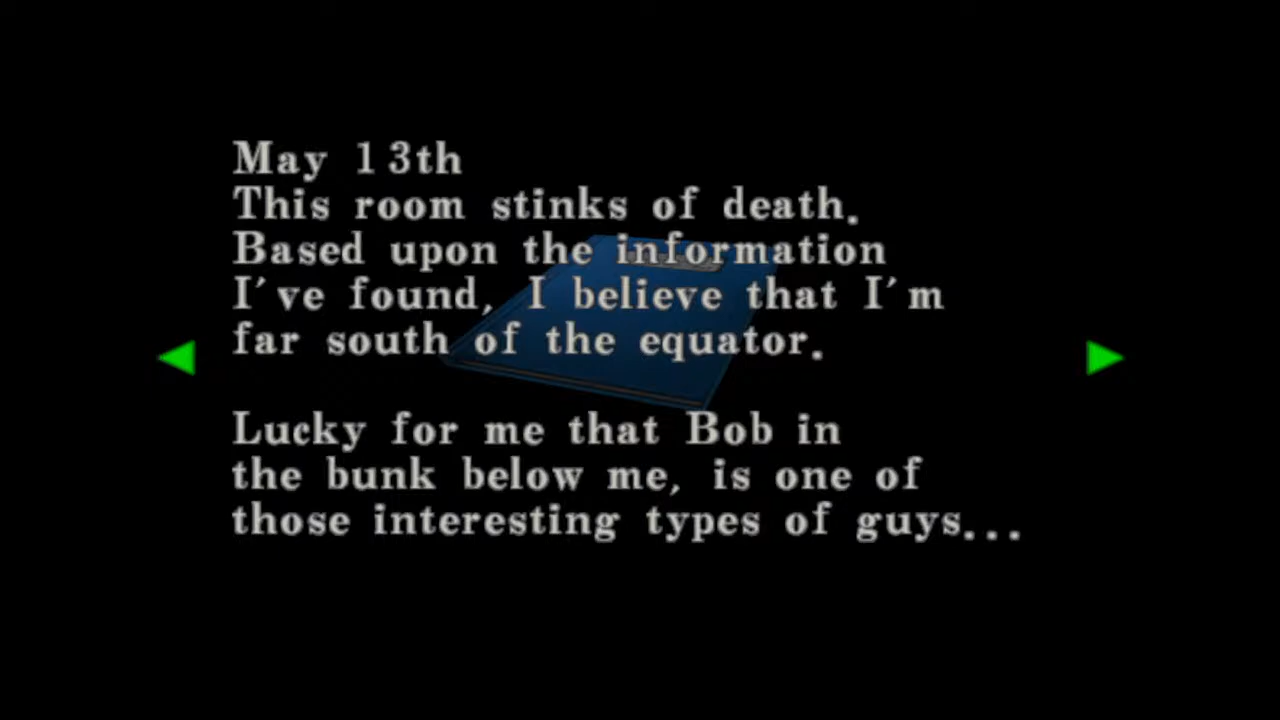 May 13th
This room stinks of death.
Based upon the information
I've found, I believe that I'm
far south of the equator.
Lucky for me that Bob in
the bunk below me, is one of
those interesting types of guys...